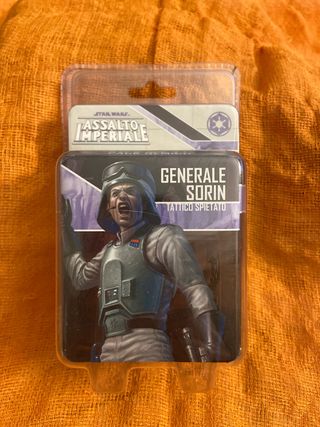 STAR WARS
ASSALTO
IMPERIALE
GENERALE
SORIN
TATTICO SPIETATO